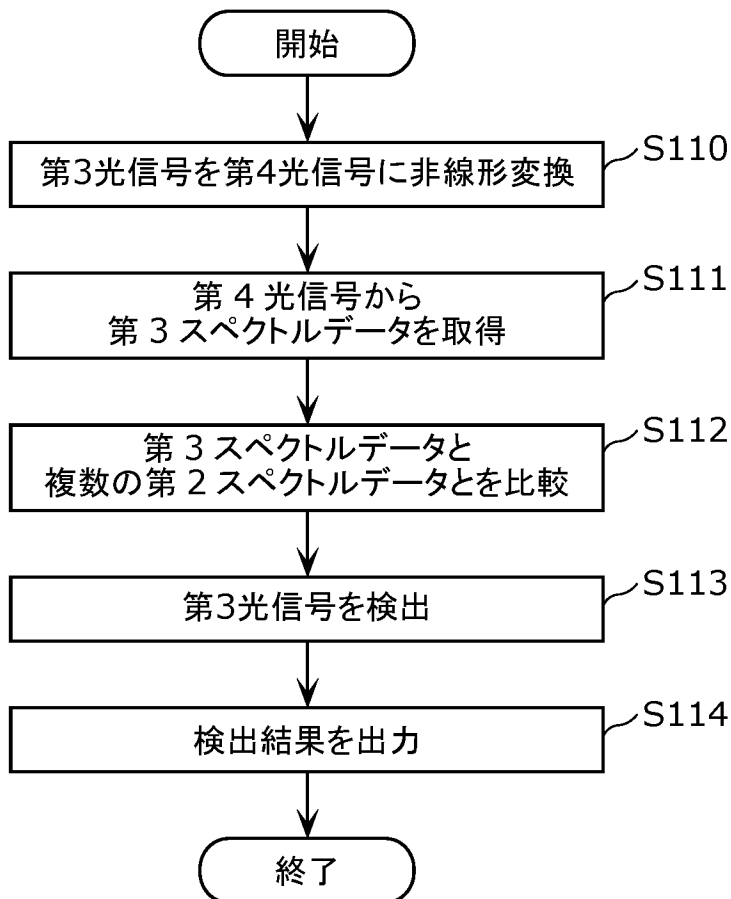 開始
第3光信号を第4光信号に非線形変換
S110
第4光信号から
第3スペクトルデータを取得
S111
第3スペクトルデータと
複数の第2スペクトルデータとを比較
S112
第3光信号を検出
S113
検出結果を出力
S114
終了